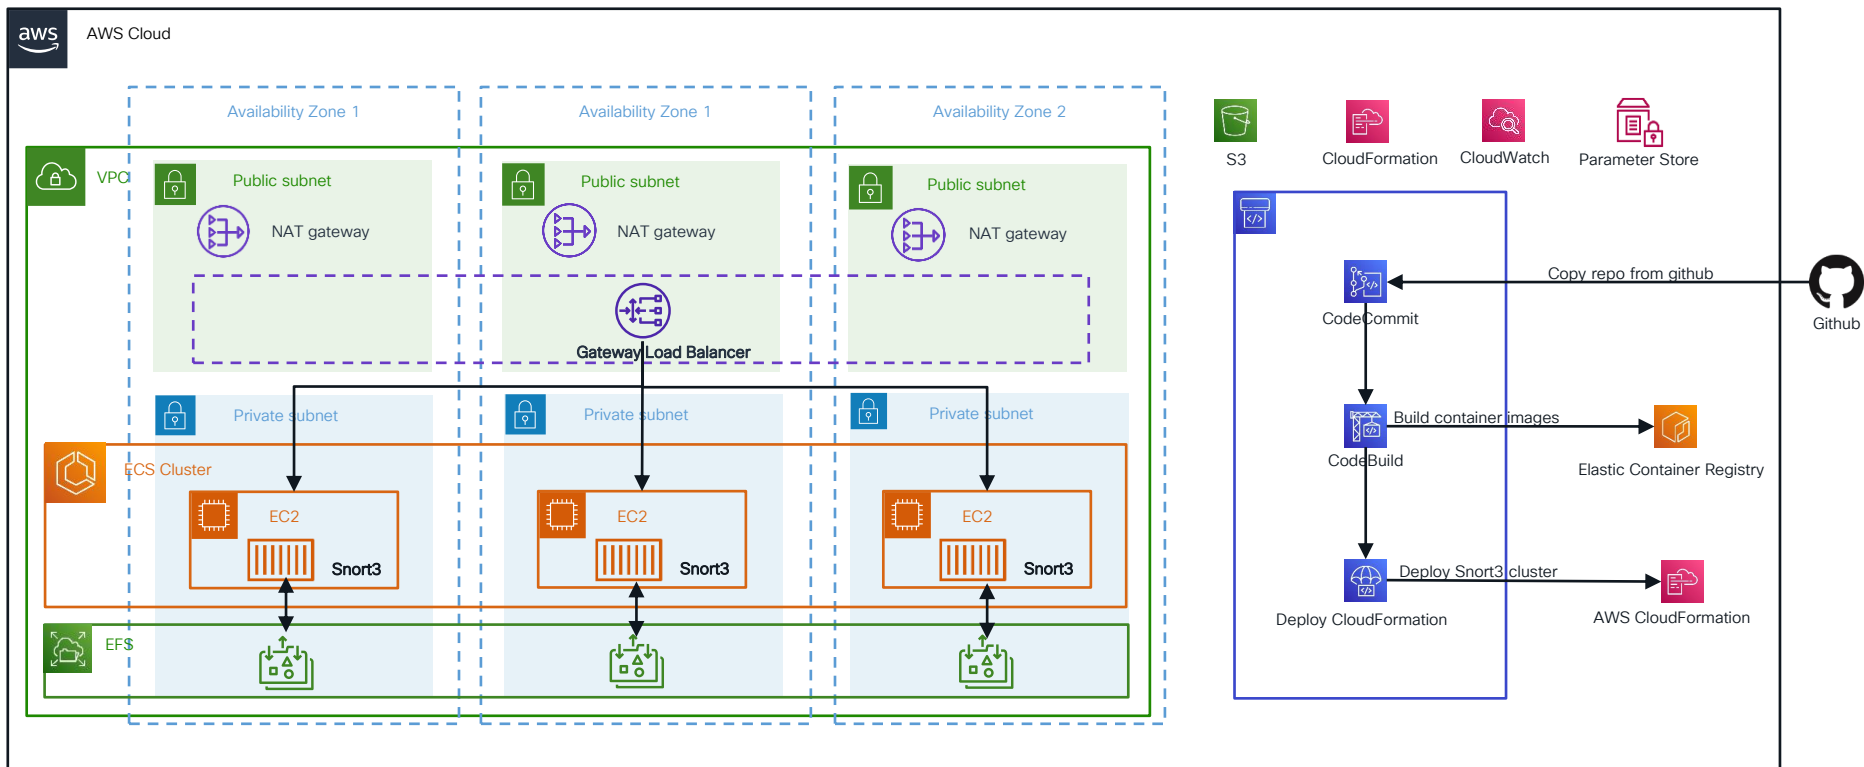 aws
AWS Cloud
Availability Zone 1
Availability Zone 1
Availability Zone 2
VPC
Public subnet
Public subnet
Public subnet
NAT gateway
NAT gateway
NAT gateway
Gateway Load Balancer
Private subnet
Private subnet
Private subnet
ECS Cluster
EC2
EC2
EC2
Snort3
Snort3
Snort3
EFS
S3
CloudFormation
CloudWatch
Parameter Store
Copy repo from github
CodeCommit
Github
Build container images
CodeBuild
Elastic Container Registry
Deploy Snort3 cluster
Deploy CloudFormation
AWS CloudFormation